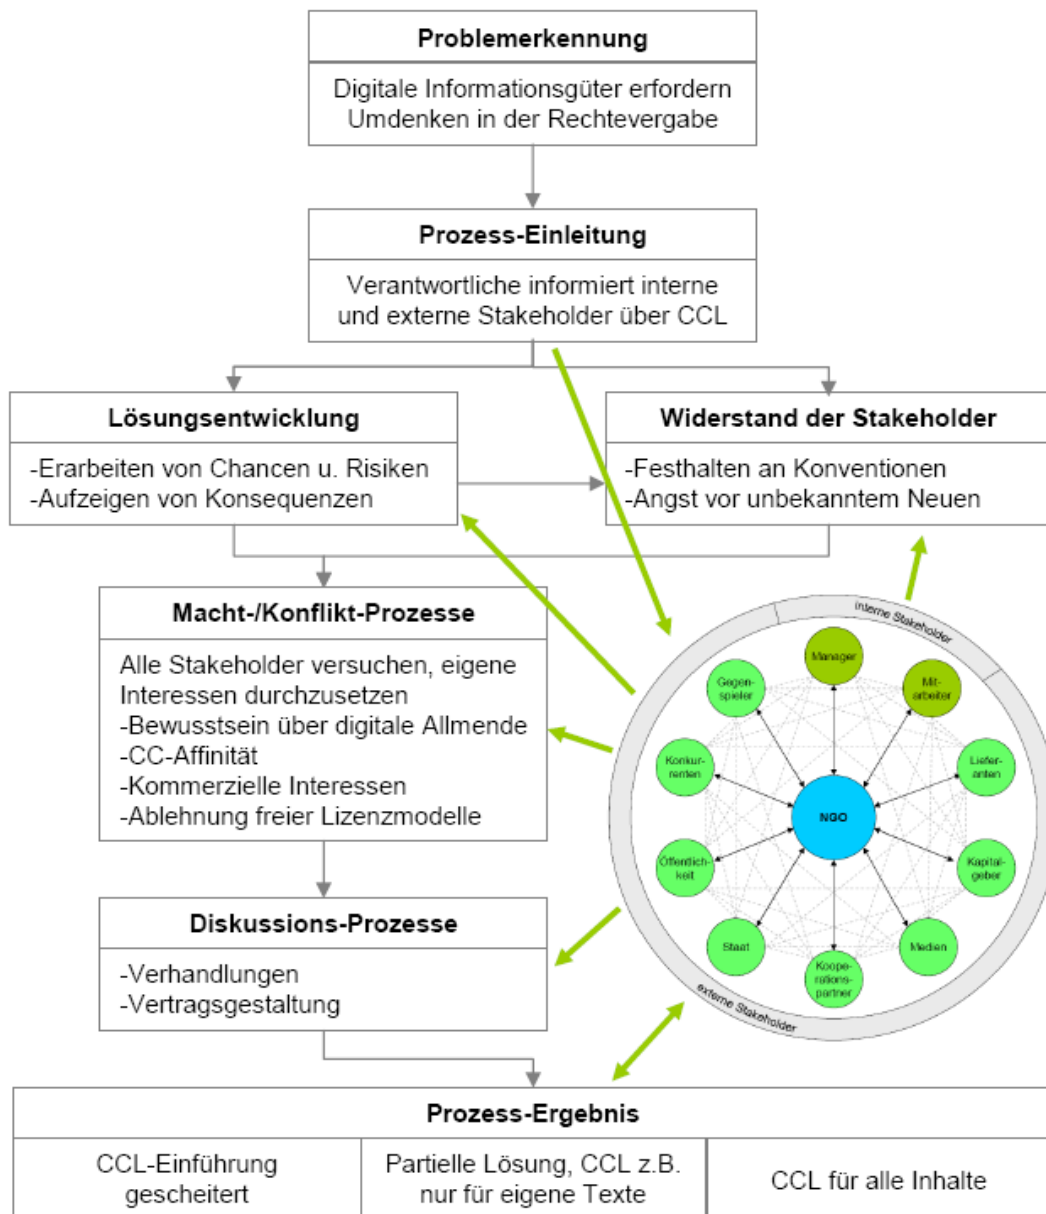 Problemerkennung
Digitale Informationsgüter erfordern
Umdenken in der Rechtevergabe
Prozess-Einleitung
Verantwortliche informiert interne
und externe Stakeholder über CCL
Lösungsentwicklung
-Erarbeiten von Chancen u. Risiken
-Aufzeigen von Konsequenzen
Widerstand der Stakeholder
-Festhalten an Konventionen
-Angst vor unbekanntem Neuen
Macht-/Konflikt-Prozesse
Alle Stakeholder versuchen, eigene
Interessen durchzusetzen
-Bewusstsein über digitale Allmende
-CC-Affinität
-Kommerzielle Interessen
-Ablehnung freier Lizenzmodelle
interne Stakeholder
Manager
Mit-
arbeiter
Gegen-
spieler
Liefer-
anten
Konkur-
renten
NGO
Öffentlich-
keit
Kapital-
geber
Staat
Medien
Koope-
rations-
partner
externe Stakeholder
Diskussions-Prozesse
-Verhandlungen
-Vertragsgestaltung
Prozess-Ergebnis
CCL-Einführung
gescheitert
Partielle Lösung, CCL z.B.
nur für eigene Texte
CCL für alle Inhalte